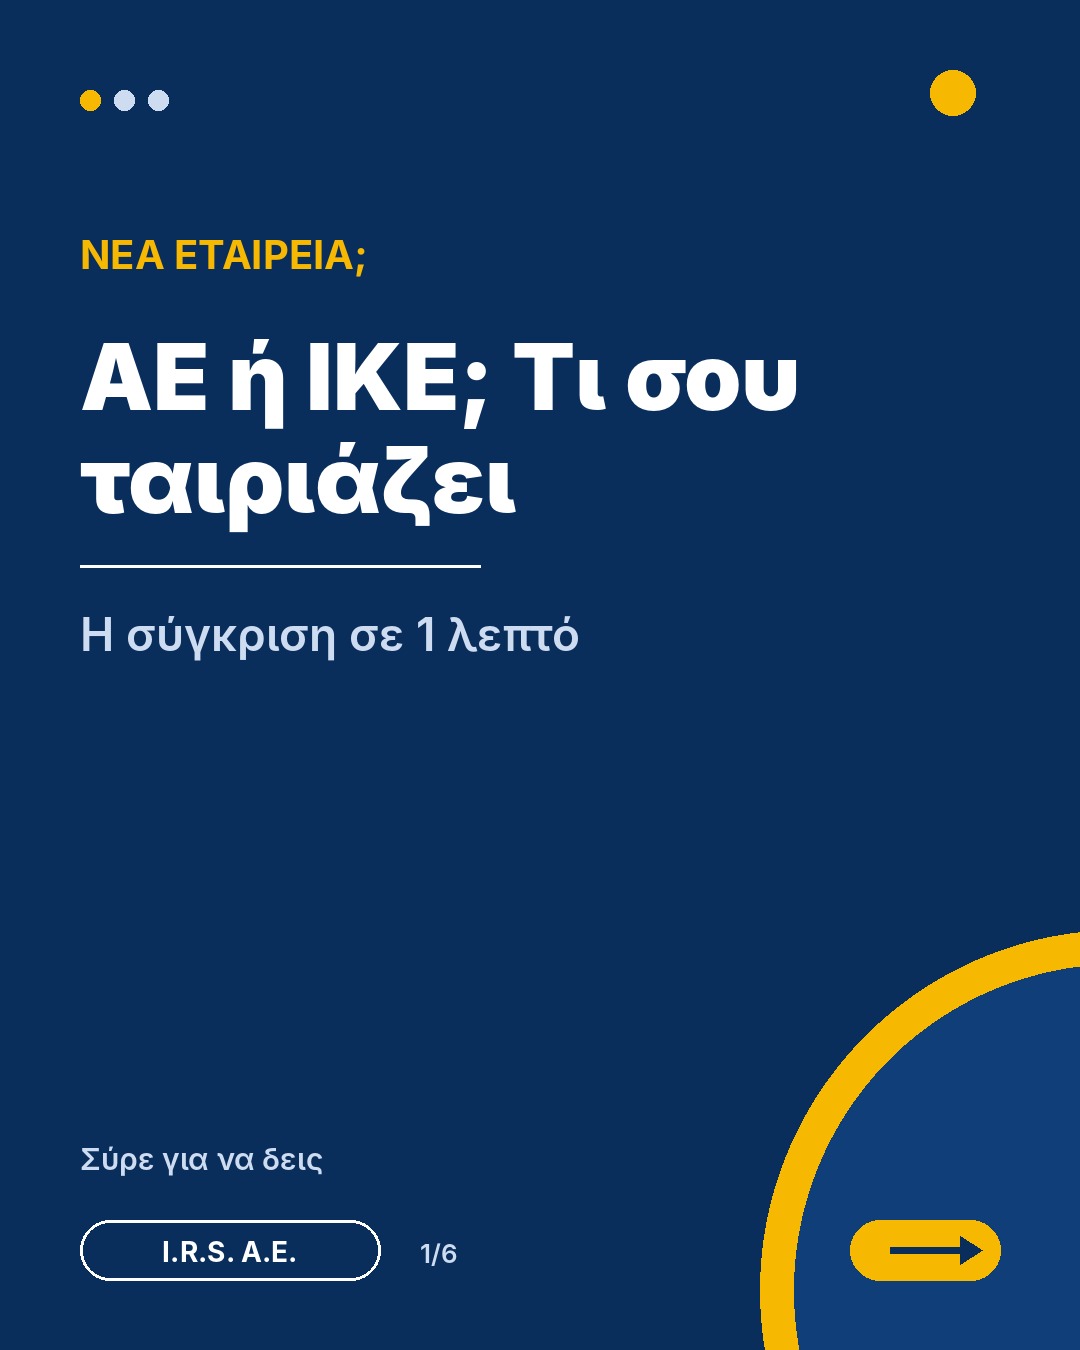 ΝΕΑ ΕΤΑΙΡΕΙΑ;
ΑΕ ή ΙΚΕ; Τι σου
ταιριάζει
Η σύγκριση σε 1 λεπτό
Σύρε για να δεις
I.R.S. A.E.
1/6